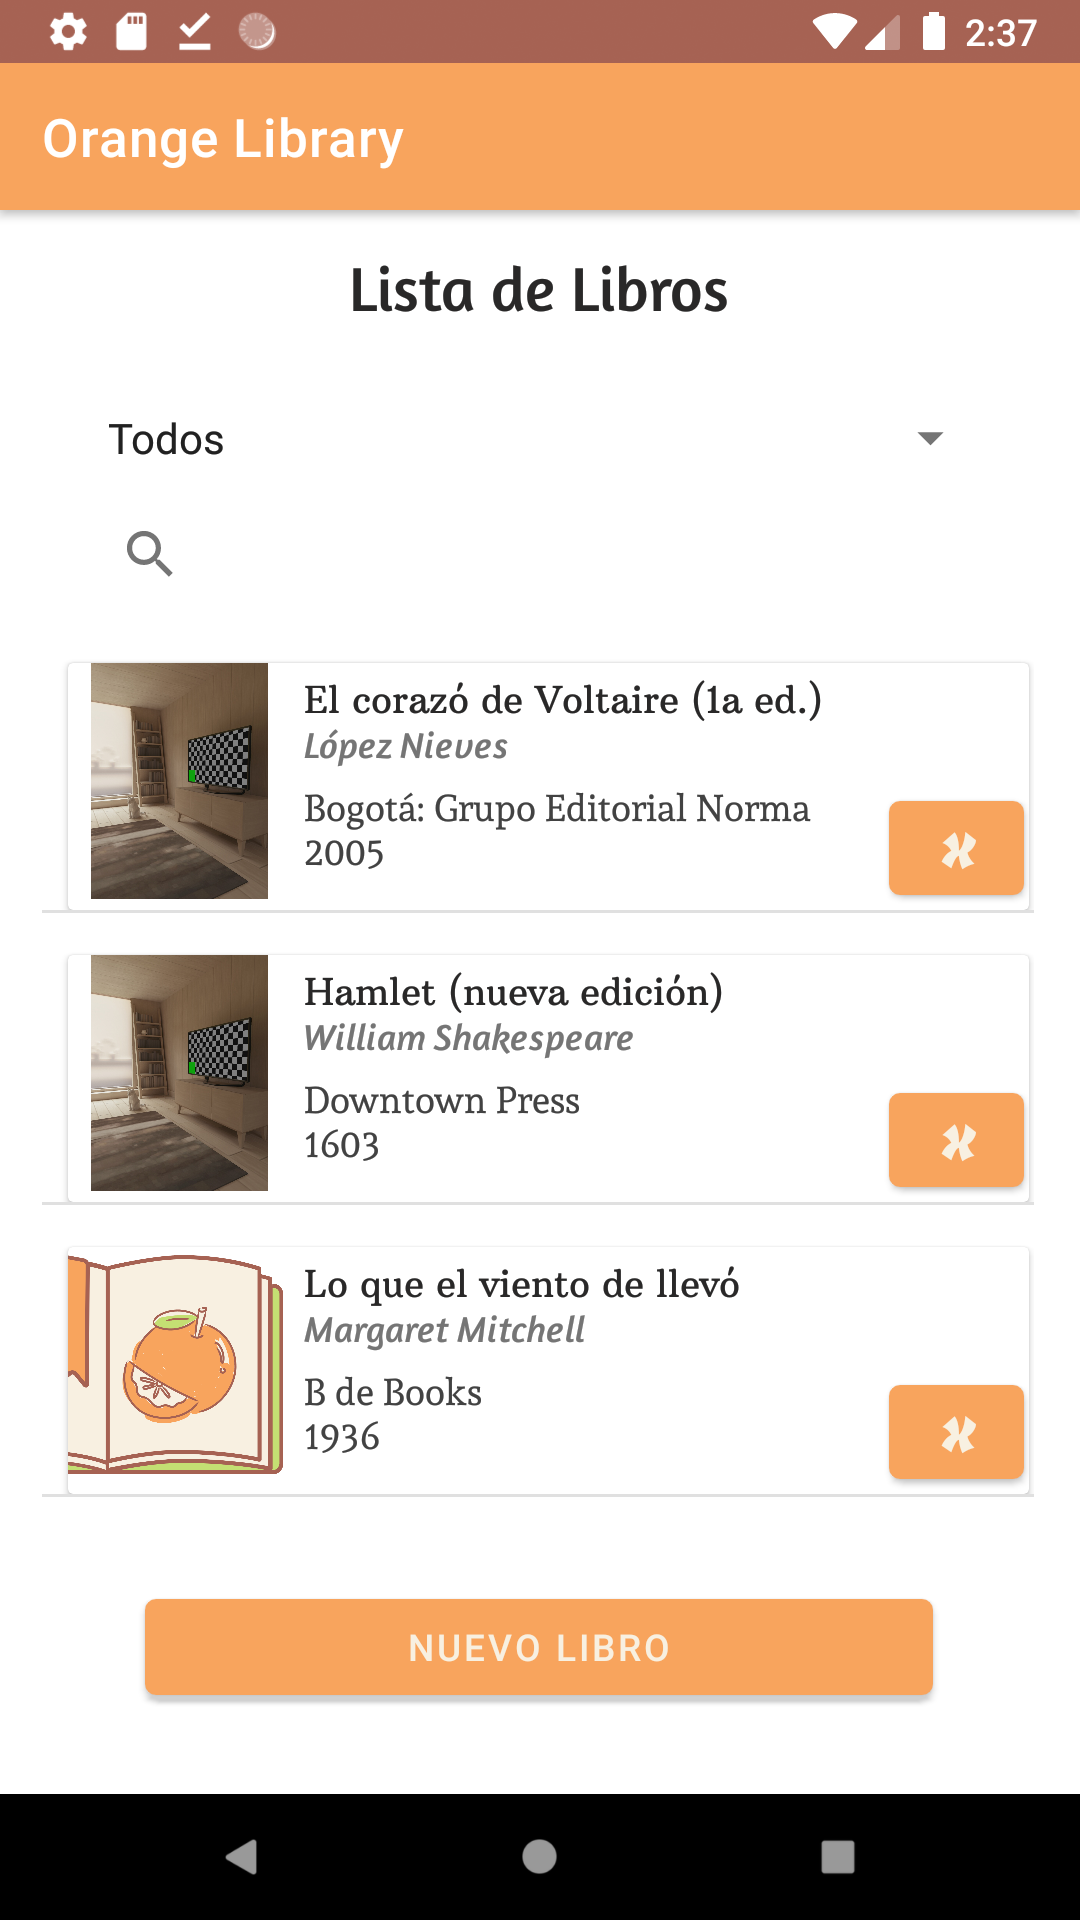 2:37
Orange Library
Lista de Libros
Todos
El corazó de Voltaire (1a ed.)
López Nieves
Bogotá: Grupo Editorial Norma
2005
X
Hamlet (nueva edición)
William Shakespeare
Downtown Press
1603
X
Lo que el viento de llevó
Margaret Mitchell
B de Books
1936
X
NUEVO LIBRO